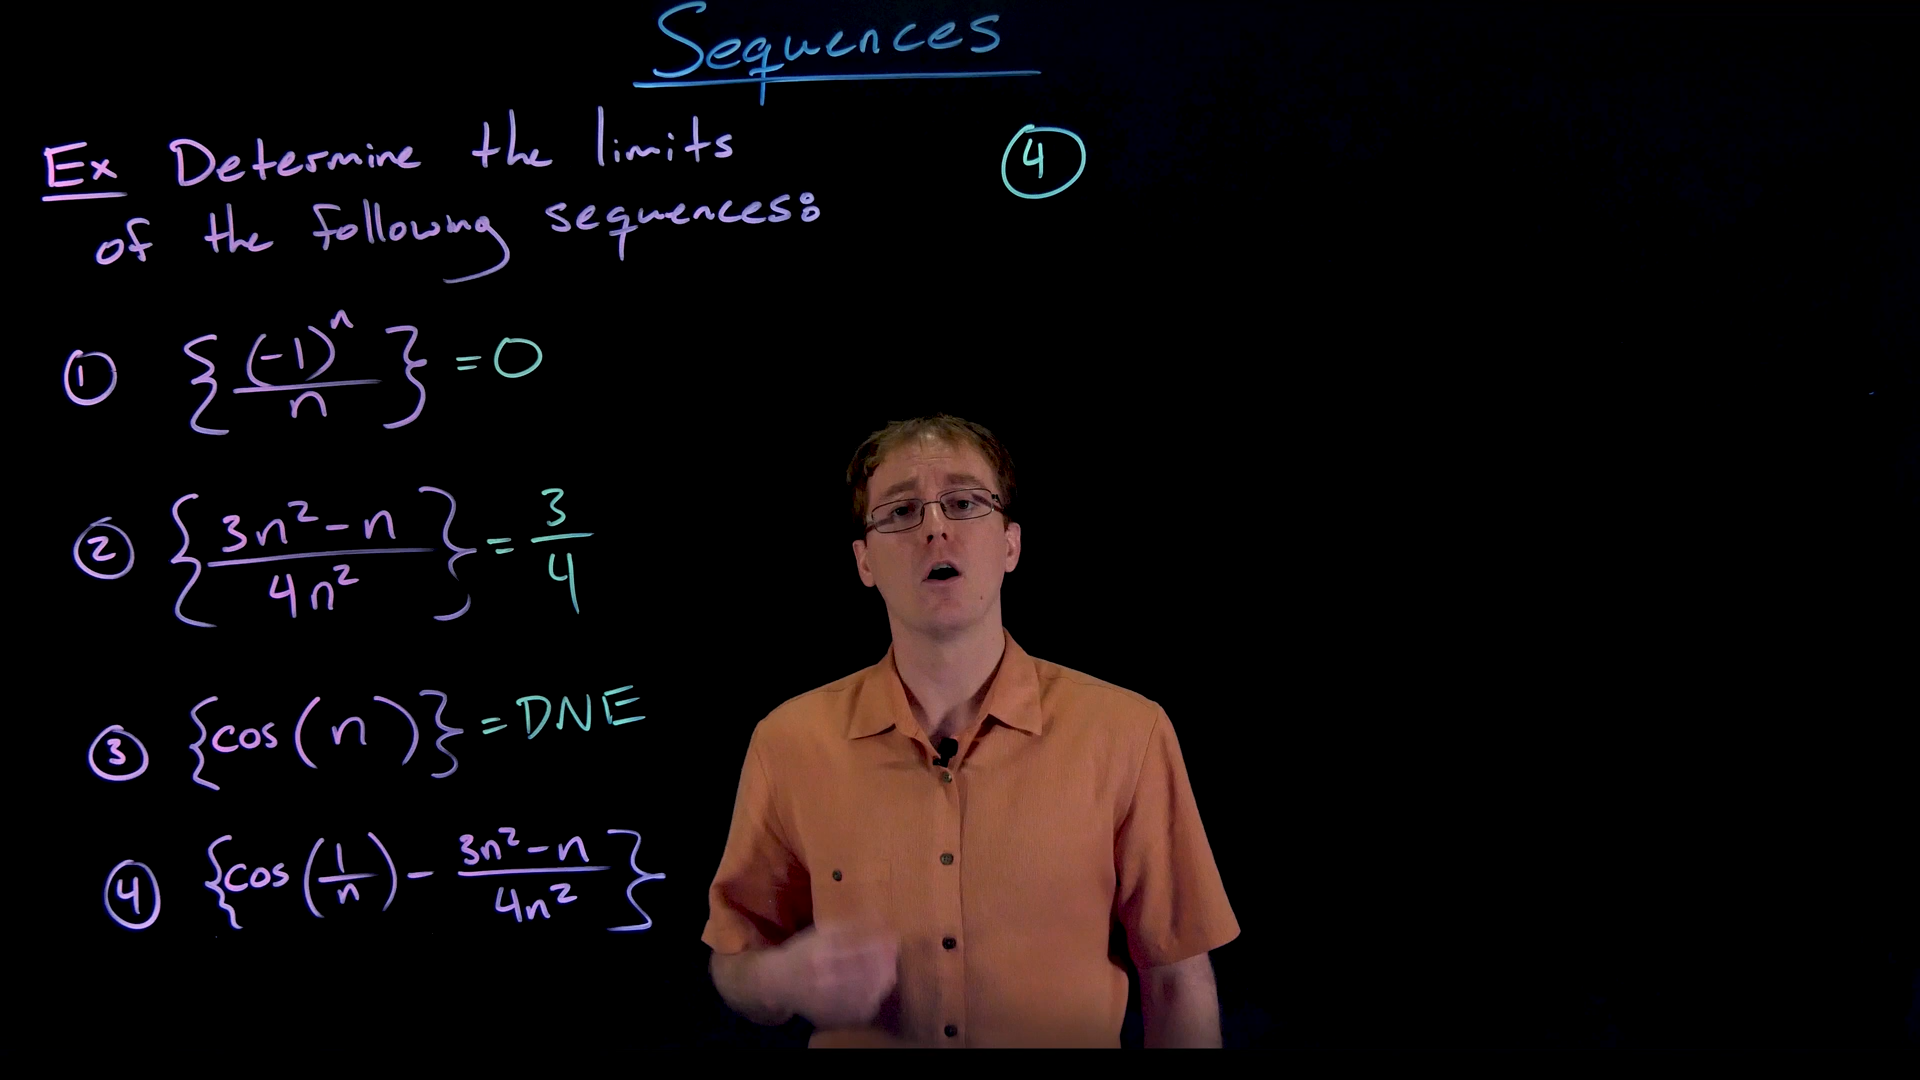 Sequences
Ex Determine the limits
of the following sequences:
④
① {(-1)^n / n} = 0
② {3n² - n / 4n²} = 3/4
③ {cos(n)} = DNE
④ {cos(1/n) - 3n² - n / 4n²}